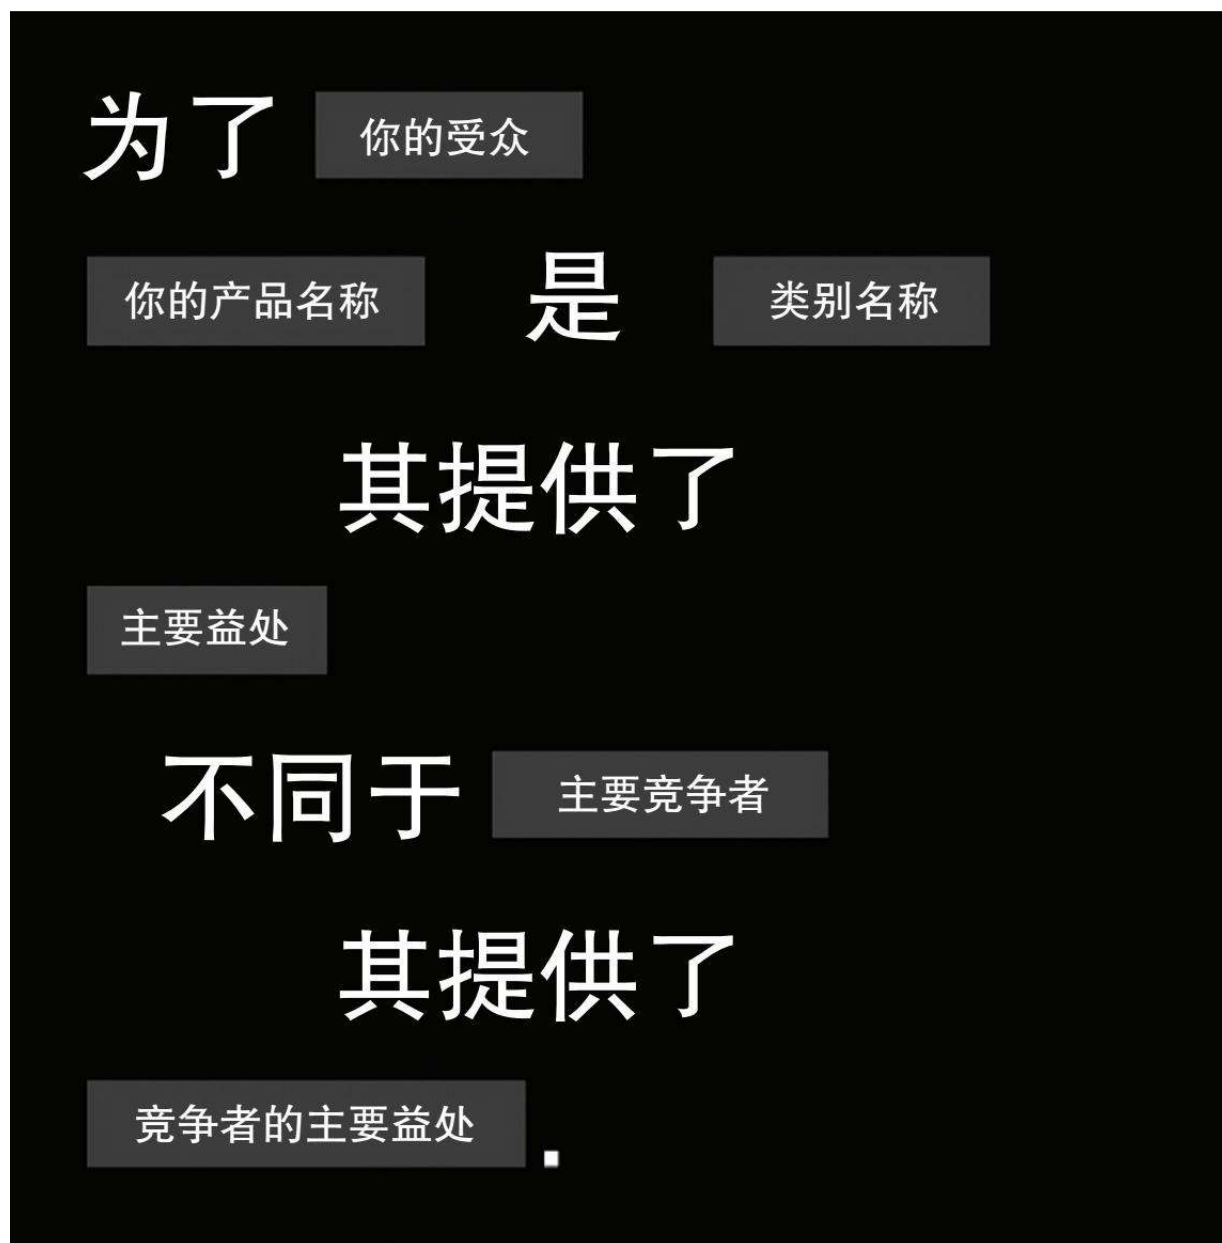 为了 你的受众
你的产品名称 是 类别名称
其提供了
主要益处
不同于 主要竞争者
其提供了
竞争者的主要益处.